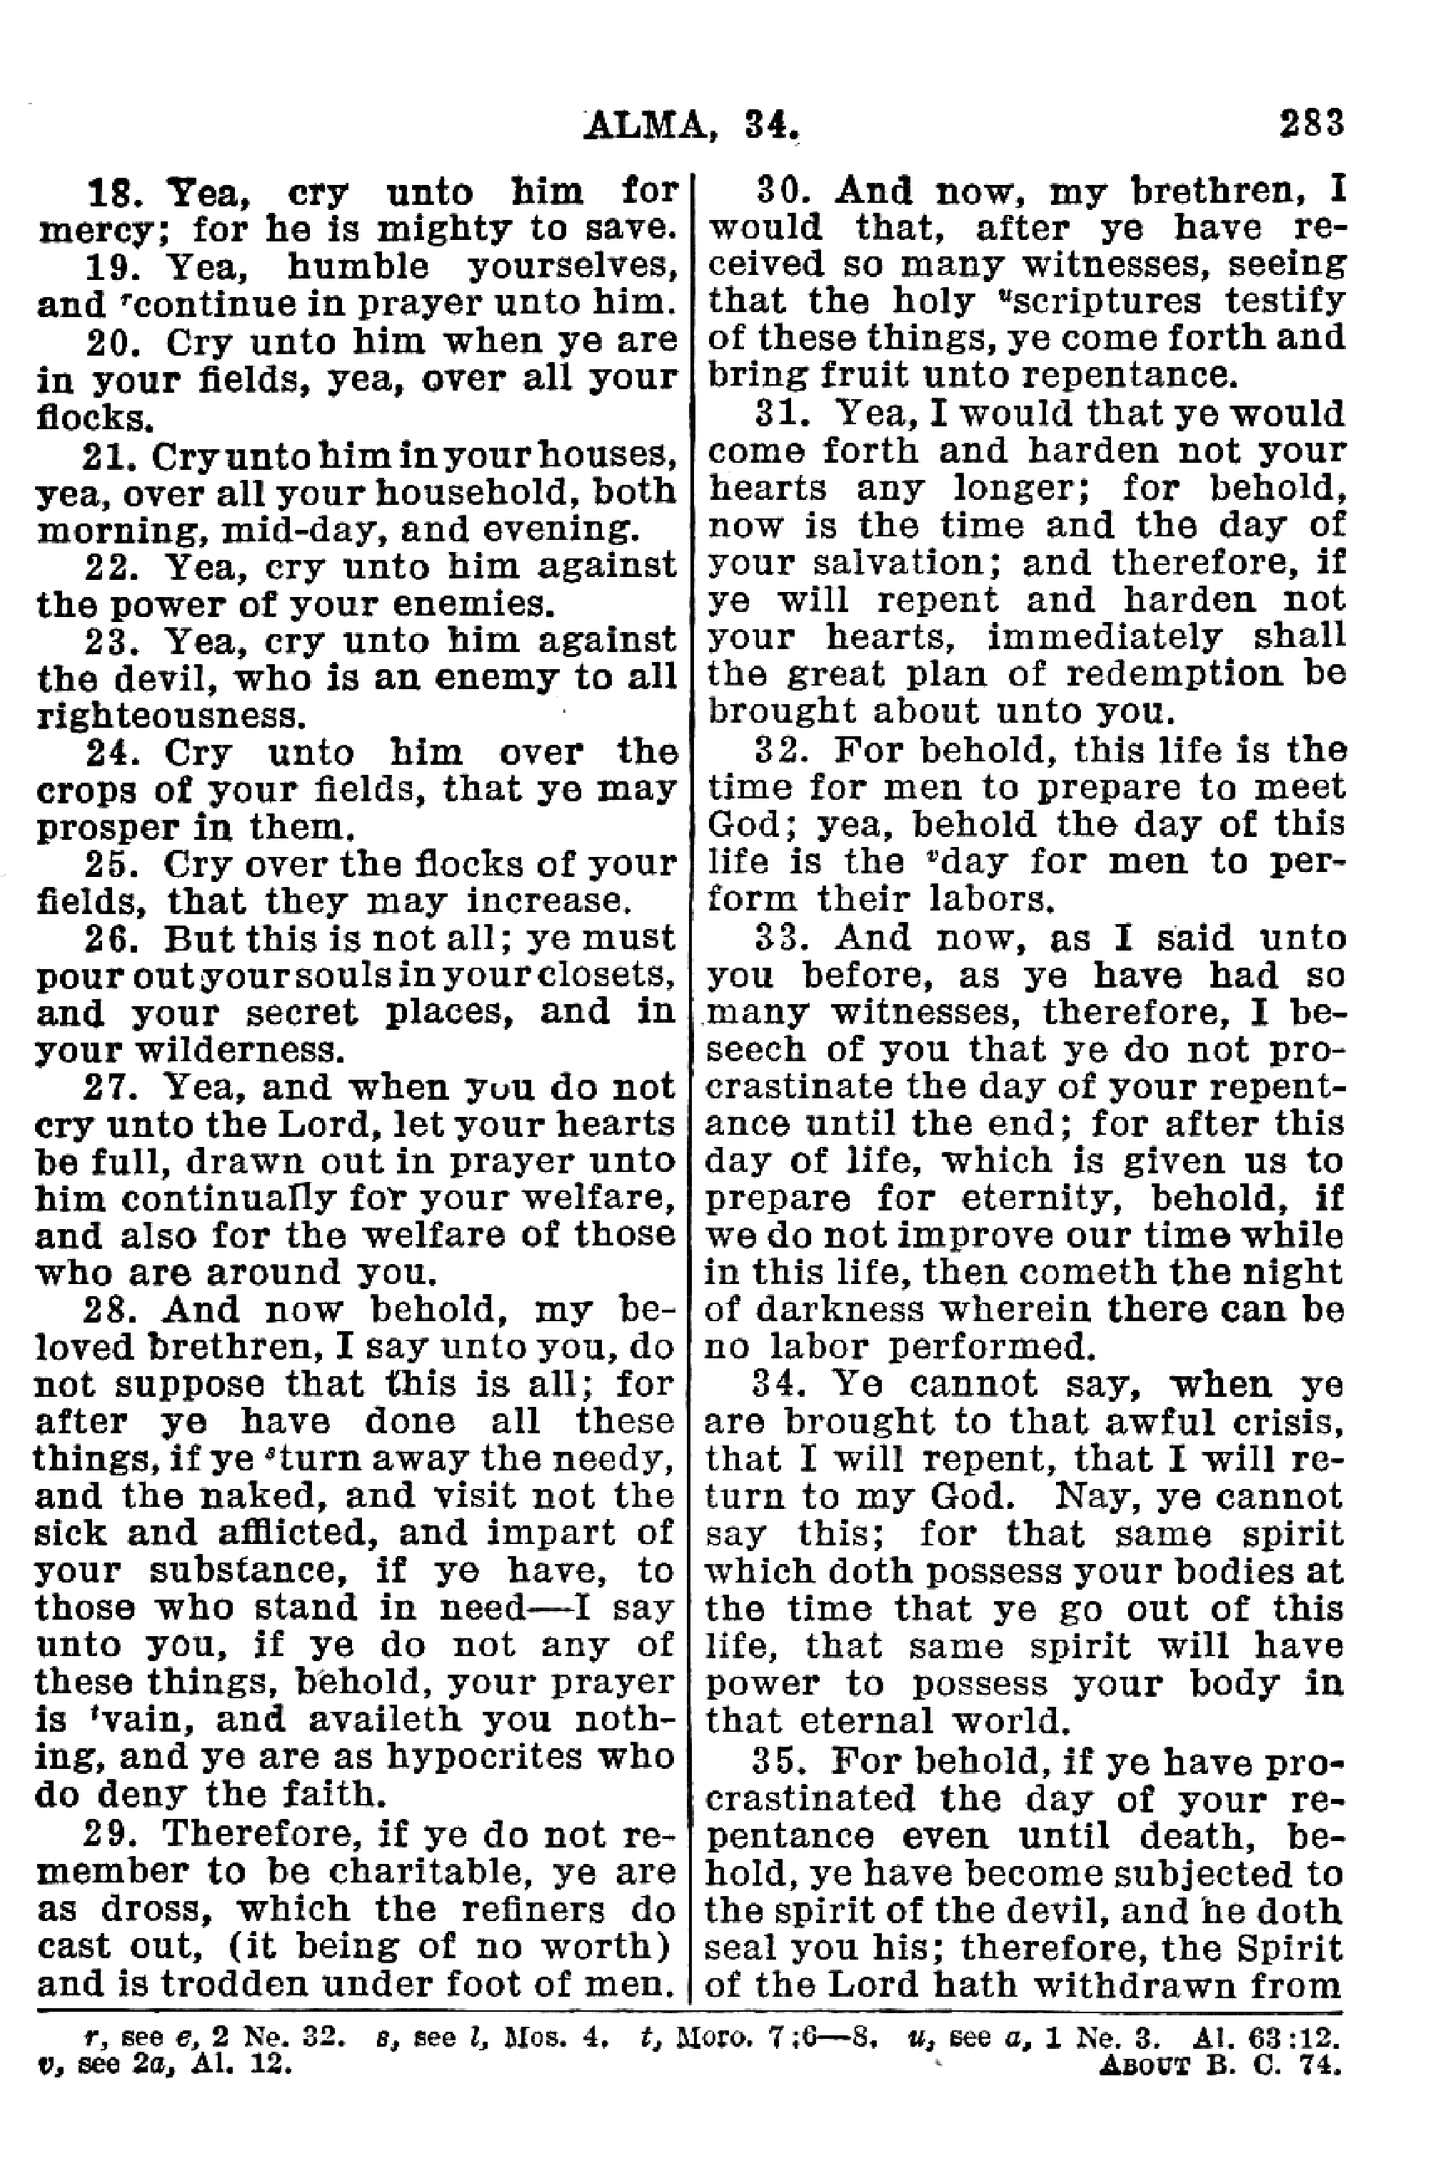 ALMA, 34. 283
18. Yea, cry unto him for
mercy; for he is mighty to save.
19. Yea, humble yourselves,
and ʳcontinue in prayer unto him.
20. Cry unto him when ye are
in your fields, yea, over all your
flocks.
21. Cry unto him in your houses,
yea, over all your household, both
morning, mid-day, and evening.
22. Yea, cry unto him against
the power of your enemies.
23. Yea, cry unto him against
the devil, who is an enemy to all
righteousness.
24. Cry unto him over the
crops of your fields, that ye may
prosper in them.
25. Cry over the flocks of your
fields, that they may increase.
26. But this is not all; ye must
pour out your souls in your closets,
and your secret places, and in
your wilderness.
27. Yea, and when you do not
cry unto the Lord, let your hearts
be full, drawn out in prayer unto
him continually for your welfare,
and also for the welfare of those
who are around you.
28. And now behold, my be-
loved brethren, I say unto you, do
not suppose that this is all; for
after ye have done all these
things, if ye ˢturn away the needy,
and the naked, and visit not the
sick and afflicted, and impart of
your substance, if ye have, to
those who stand in need—I say
unto you, if ye do not any of
these things, behold, your prayer
is ᵗvain, and availeth you noth-
ing, and ye are as hypocrites who
do deny the faith.
29. Therefore, if ye do not re-
member to be charitable, ye are
as dross, which the refiners do
cast out, (it being of no worth)
and is trodden under foot of men.
30. And now, my brethren, I
would that, after ye have re-
ceived so many witnesses, seeing
that the holy ᵘscriptures testify
of these things, ye come forth and
bring fruit unto repentance.
31. Yea, I would that ye would
come forth and harden not your
hearts any longer; for behold,
now is the time and the day of
your salvation; and therefore, if
ye will repent and harden not
your hearts, immediately shall
the great plan of redemption be
brought about unto you.
32. For behold, this life is the
time for men to prepare to meet
God; yea, behold the day of this
life is the ᵛday for men to per-
form their labors.
33. And now, as I said unto
you before, as ye have had so
many witnesses, therefore, I be-
seech of you that ye do not pro-
crastinate the day of your repent-
ance until the end; for after this
day of life, which is given us to
prepare for eternity, behold, if
we do not improve our time while
in this life, then cometh the night
of darkness wherein there can be
no labor performed.
34. Ye cannot say, when ye
are brought to that awful crisis,
that I will repent, that I will re-
turn to my God. Nay, ye cannot
say this; for that same spirit
which doth possess your bodies at
the time that ye go out of this
life, that same spirit will have
power to possess your body in
that eternal world.
35. For behold, if ye have pro-
crastinated the day of your re-
pentance even until death, be-
hold, ye have become subjected to
the spirit of the devil, and he doth
seal you his; therefore, the Spirit
of the Lord hath withdrawn from
r, see e, 2 Ne. 32. s, see l, Mos. 4. t, Moro. 7:6—8. u, see a, 1 Ne. 3. Al. 63:12.
v, see 2a, Al. 12. ABOUT B. C. 74.